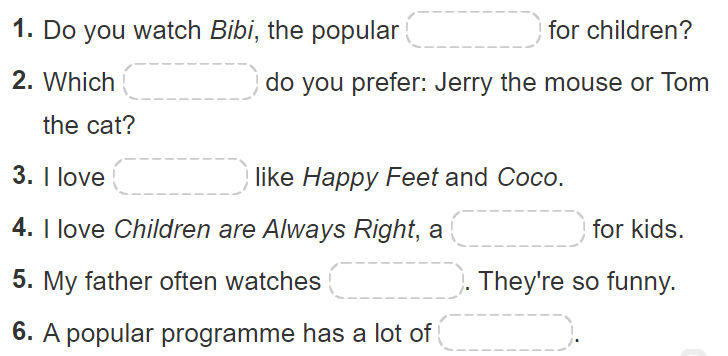 1. Do you watch Bibi, the popular for children?
2. Which do you prefer: Jerry the mouse or Tom
the cat?
3. I love like Happy Feet and Coco.
4. I love Children are Always Right, a for kids.
5. My father often watches . They're so funny.
6. A popular programme has a lot of .